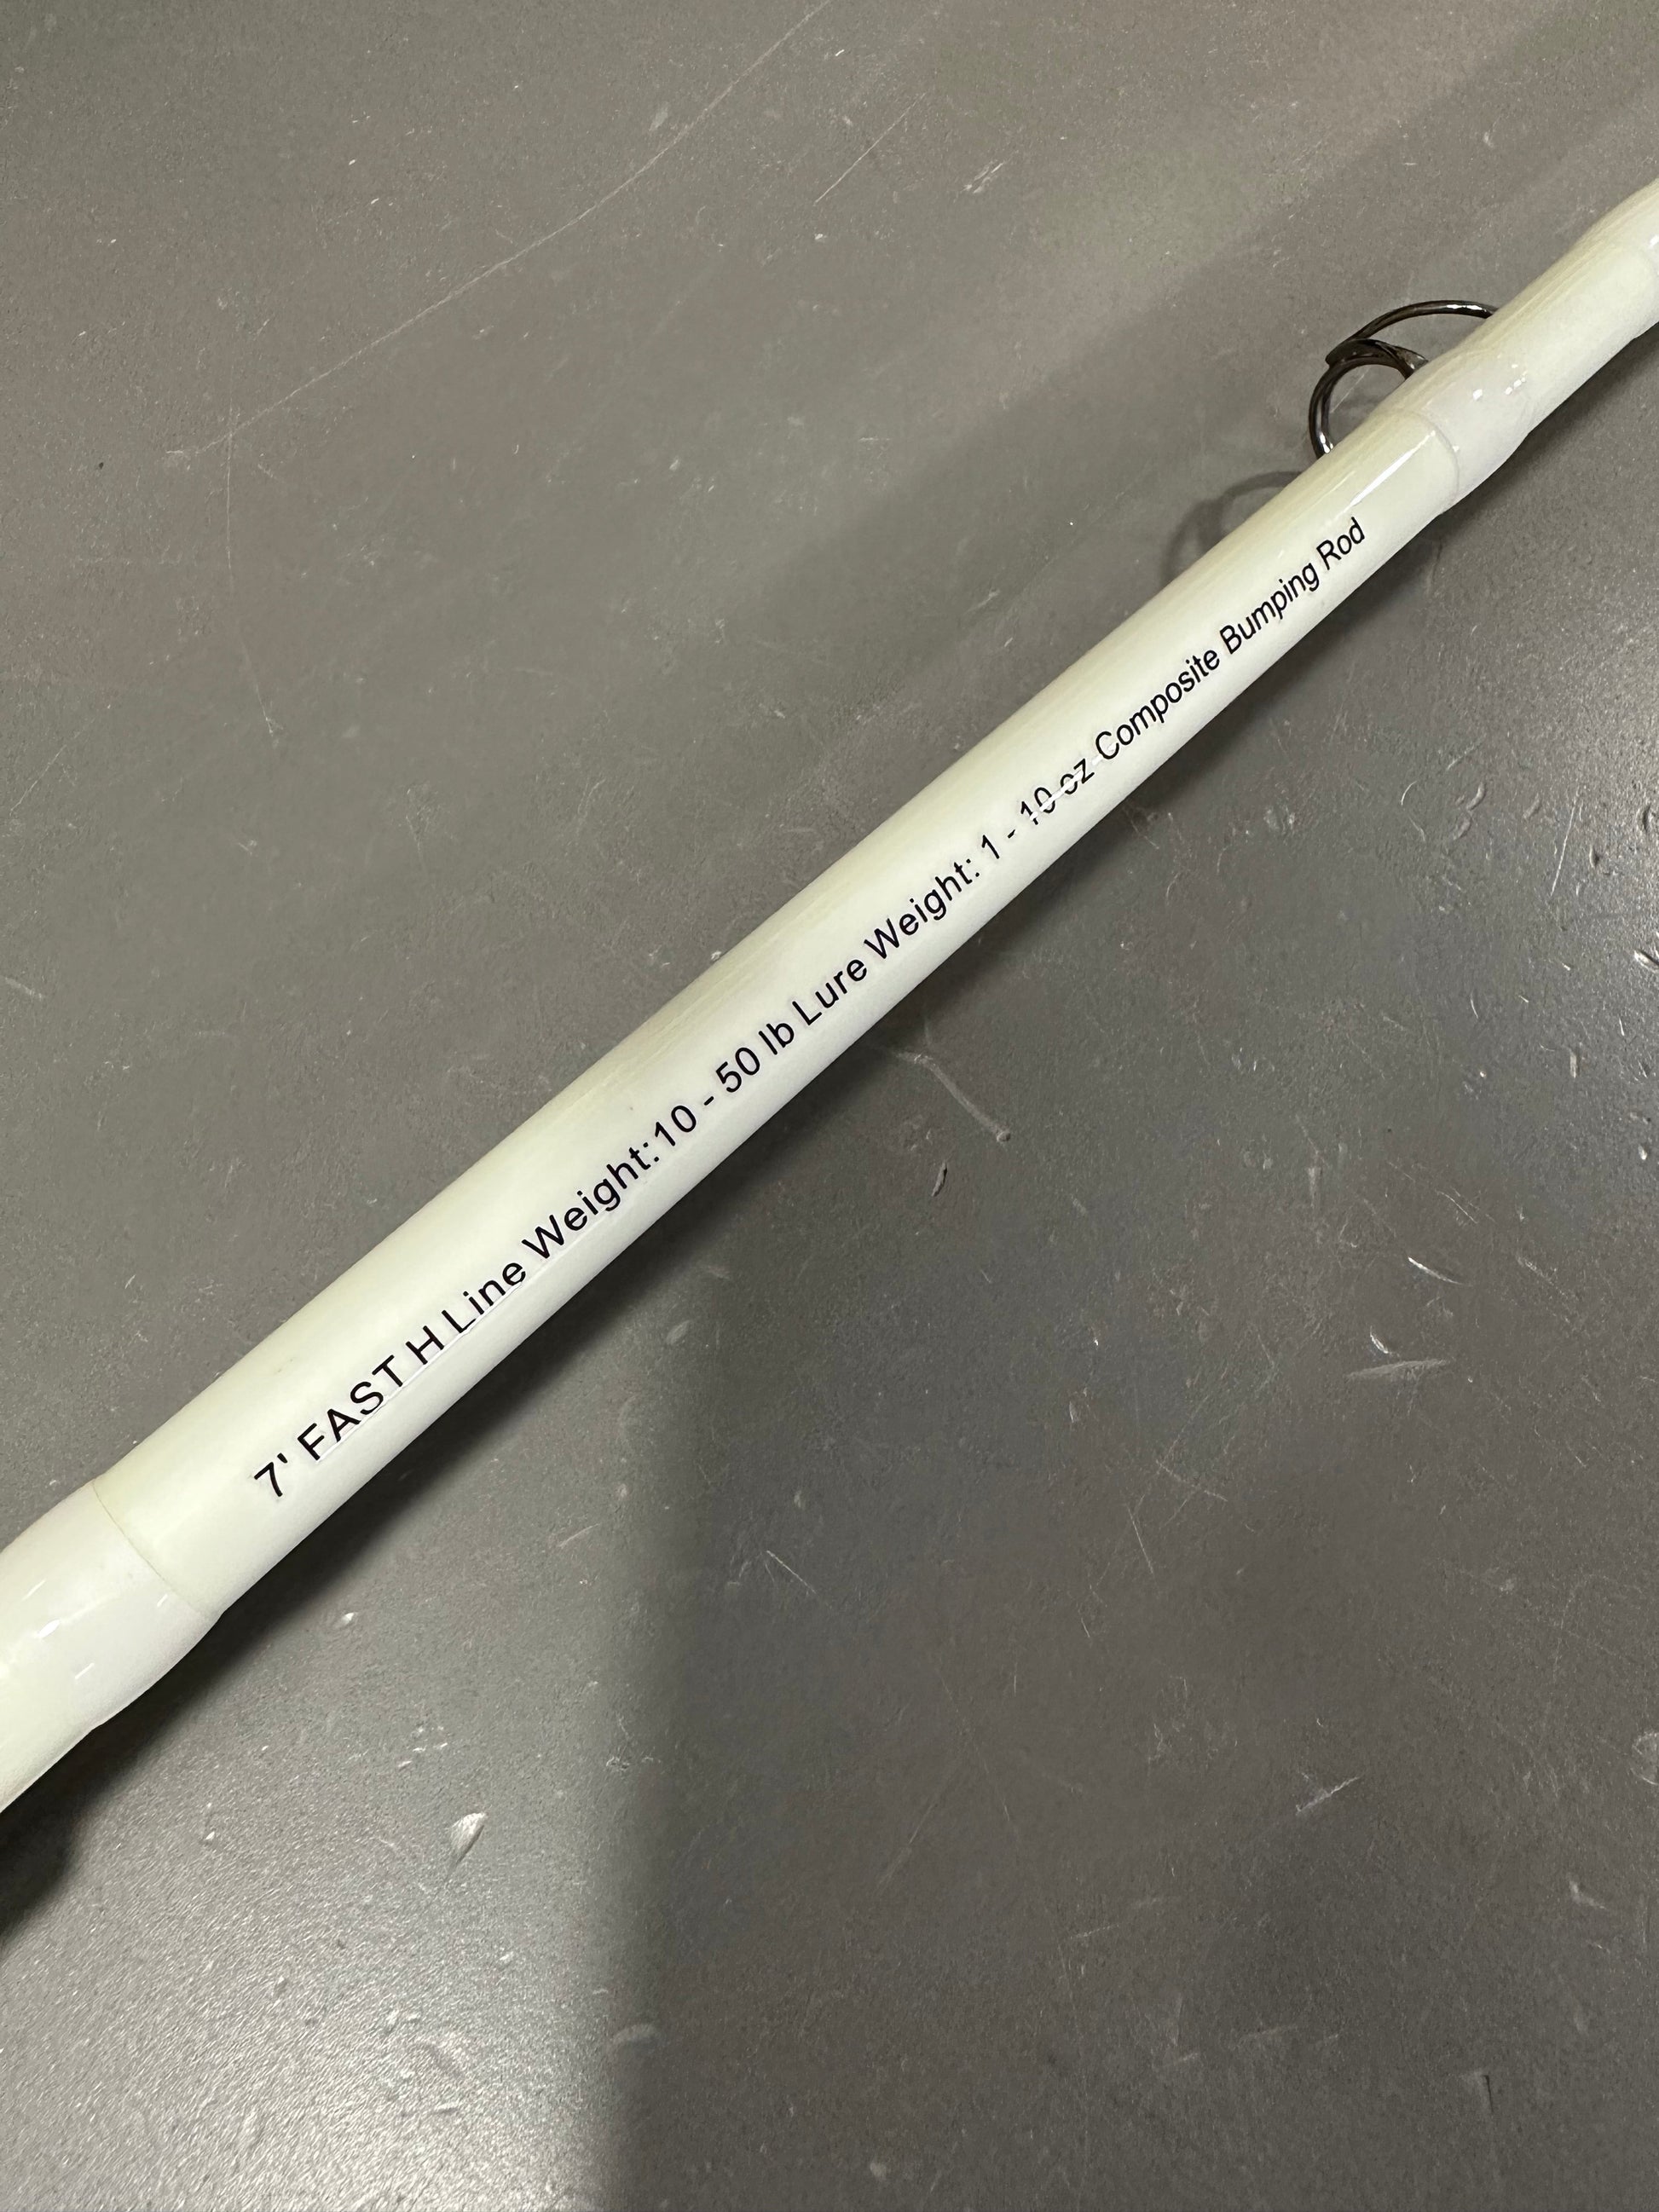 7' FAST H Line Weight:10 - 50 lb Lure Weight: 1 - 10 oz Composite Bumping Rod